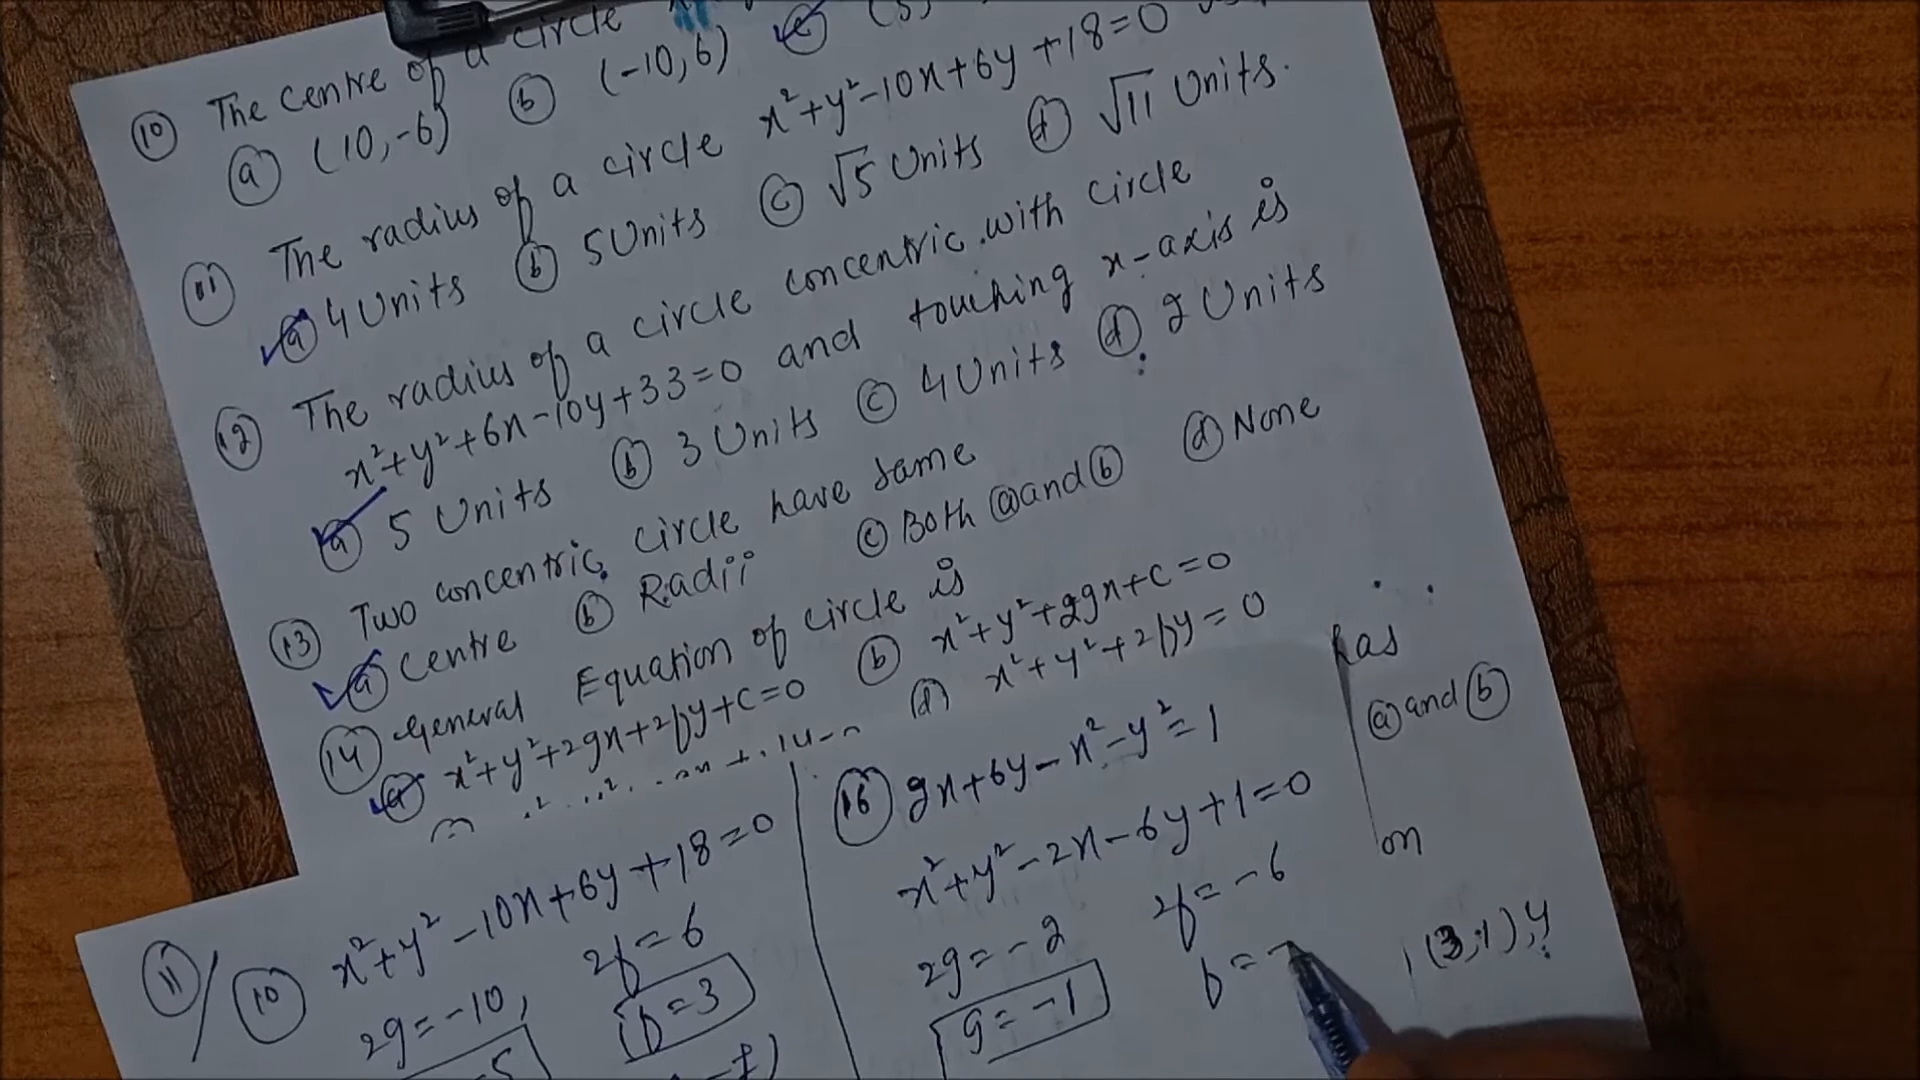 ⑩ The Centre of a circle
ⓐ (10,-6) ⓑ (-10,6) ⓒ (5
⑪ The radius of a circle x²+y²-10x+6y+18=0
ⓐ 4 Units ⓑ 5 Units ⓒ √5 Units ⓓ √11 Units.
⑫ The radius of a circle concentric with circle
x²+y²+6x-10y+33=0 and touching x-axis is
ⓐ 5 Units ⓑ 3 Units ⓒ 4 Units ⓓ 2 Units
⑬ Two concentric circle have same
ⓐ Centre ⓑ Radii ⓒ Both ⓐ and ⓑ ⓓ None
⑭ General Equation of circle is
ⓐ x²+y²+2gx+2fy+c=0 ⓑ x²+y²+2gx+c=0
ⓓ x²+y²+2fy=0
has
ⓐ and ⓑ
on
(3,1), 4
⑪/⑩ x²+y²-10x+6y+18=0
2g=-10, 2f=6
-5 f=3
⑯ 2x+6y-x²-y²=1
x²+y²-2x-6y+1=0
2g=-2 2f=-6
g=-1 f=-